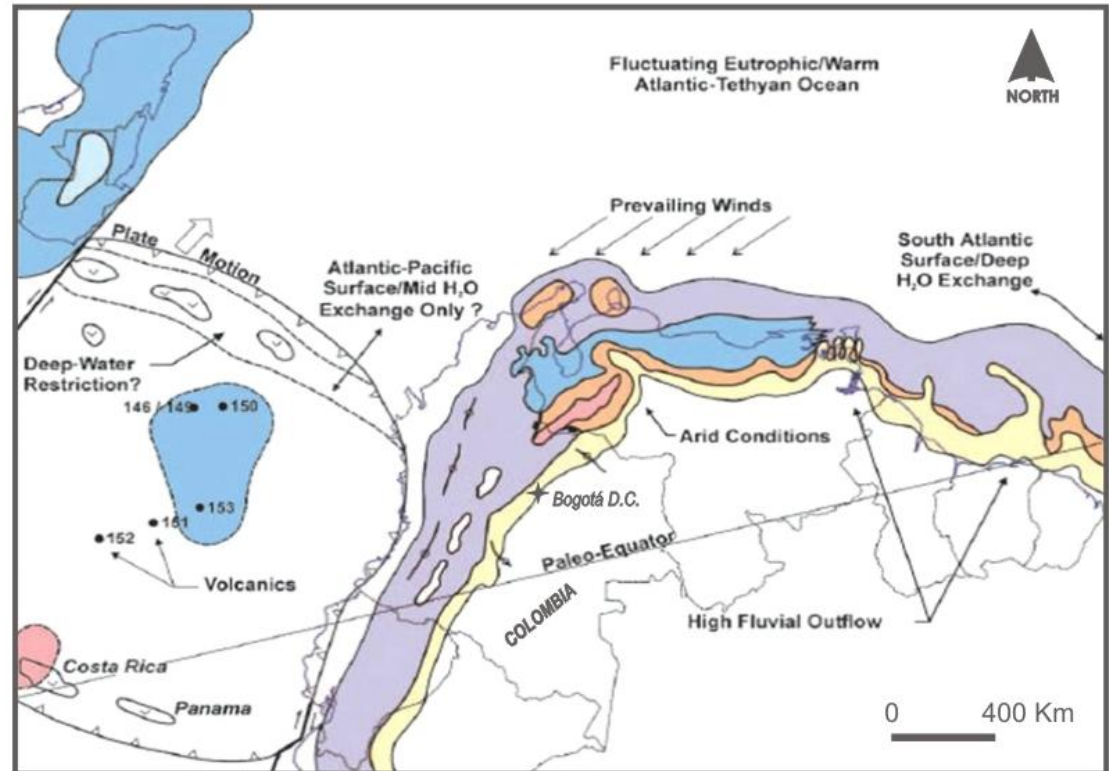 Fluctuating Eutrophic/Warm
Atlantic-Tethyan Ocean
NORTH
Prevailing Winds
Plate
Motion
Atlantic-Pacific
Surface/Mid H₂O
Exchange Only ?
South Atlantic
Surface/Deep
H₂O Exchange
Deep-Water
Restriction?
146 / 149
150
Arid Conditions
Bogotá D.C.
153
151
152
Volcanics
Paleo-Equator
COLOMBIA
High Fluvial Outflow
Costa Rica
Panama
0 400 Km